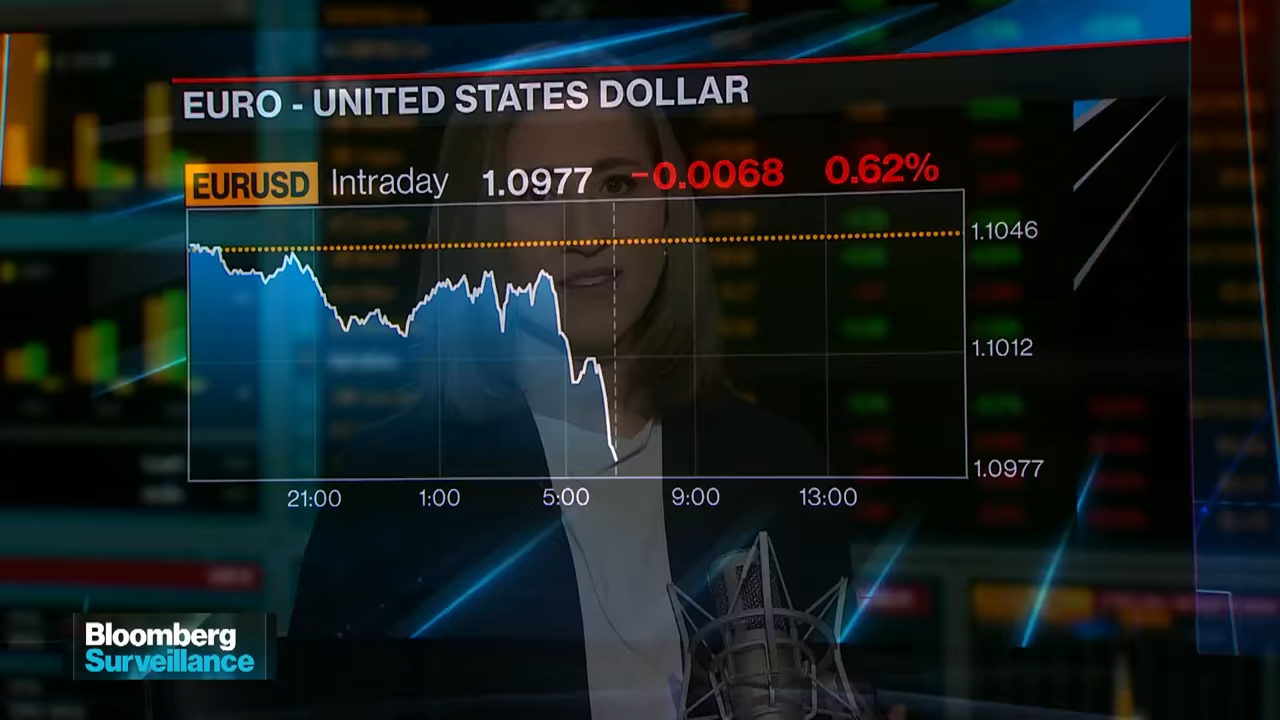 EURO - UNITED STATES DOLLAR
EURUSD Intraday 1.0977 -0.0068 0.62%
1.1046
1.1012
1.0977
21:00 1:00 5:00 9:00 13:00
Bloomberg
Surveillance